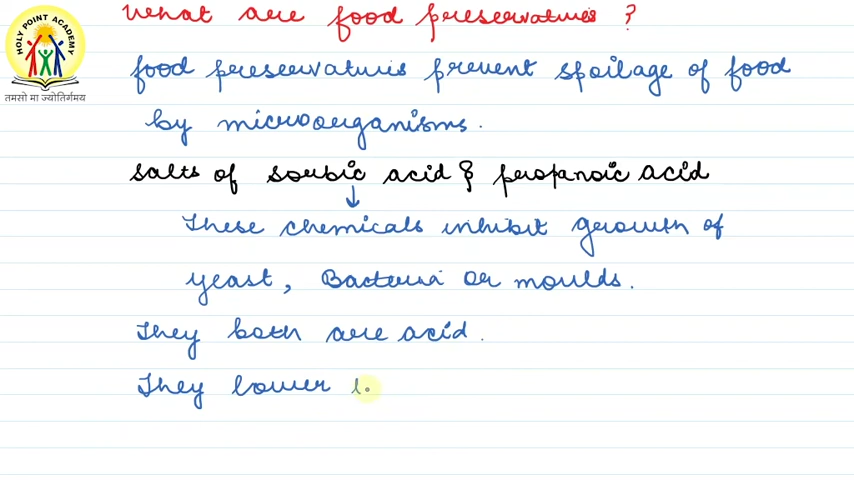 HOLY POINT ACADEMY
तमसो मा ज्योतिर्गमय
What are food preservatives ?
food preservatives prevent spoilage of food
by microorganisms.
salts of sorbic acid & propanoic acid
↓
These chemicals inhibit growth of
yeast, Bacteria or moulds.
They both are acid.
They lower